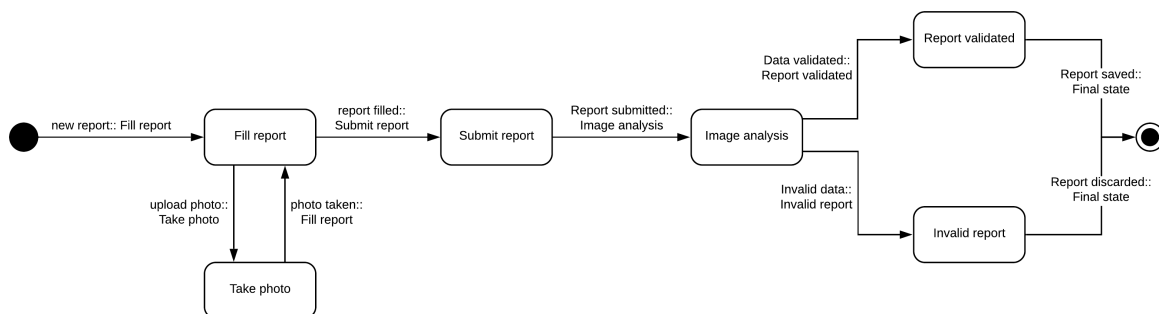 new report:: Fill report
Fill report
report filled::
Submit report
Submit report
Report submitted::
Image analysis
Image analysis
Data validated::
Report validated
Report validated
Report saved::
Final state
upload photo::
Take photo
photo taken::
Fill report
Take photo
Invalid data::
Invalid report
Invalid report
Report discarded::
Final state